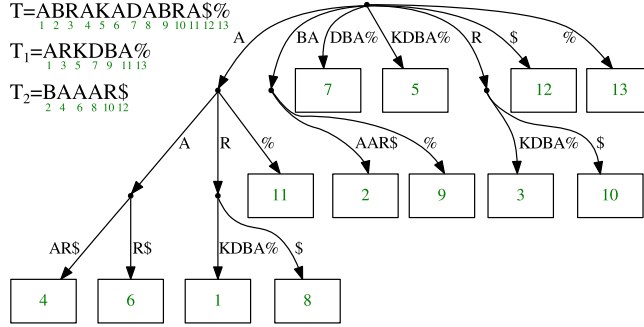 T=ABRAKADABRA$%
1 2 3 4 5 6 7 8 9 10 11 12 13
T1=ARKDBA%
1 3 5 7 9 11 13
T2=BAAAR$
2 4 6 8 10 12
A BA DBA% KDBA% R $ %
7 5 12 13
A R % AAR$ % KDBA% $
11 2 9 3 10
AR$ R$ KDBA% $
4 6 1 8